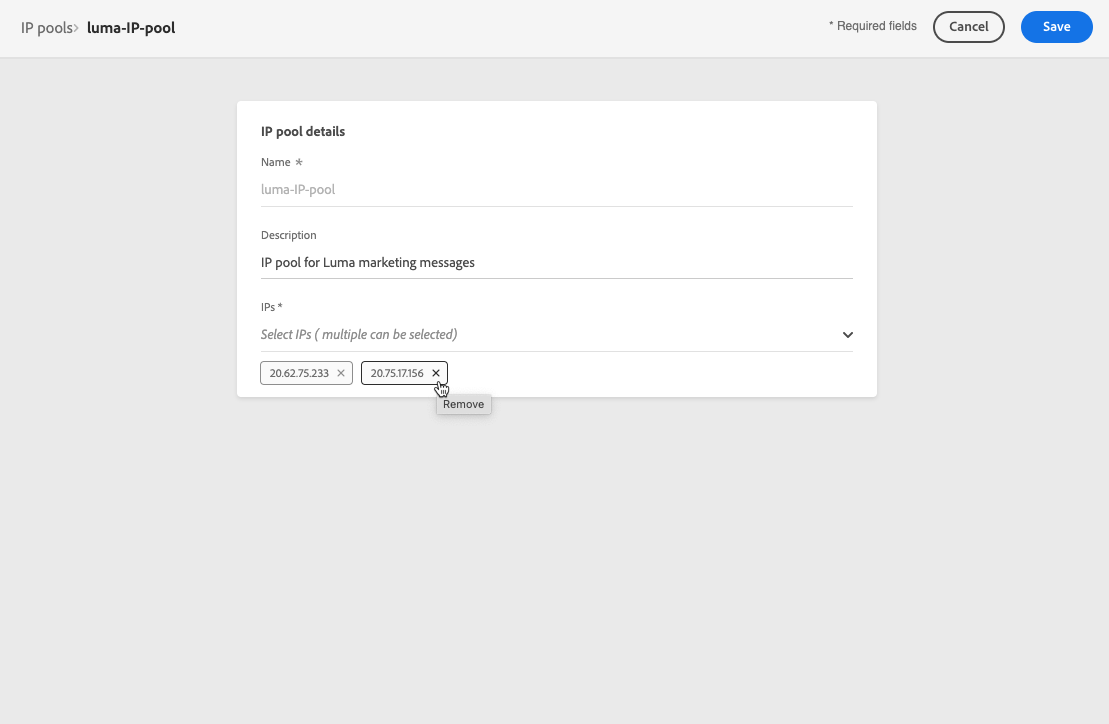 IP pools> luma-IP-pool
* Required fields
Cancel
Save
IP pool details
Name *
luma-IP-pool
Description
IP pool for Luma marketing messages
IPs *
Select IPs ( multiple can be selected)
20.62.75.233 ×
20.75.17.156 ×
Remove